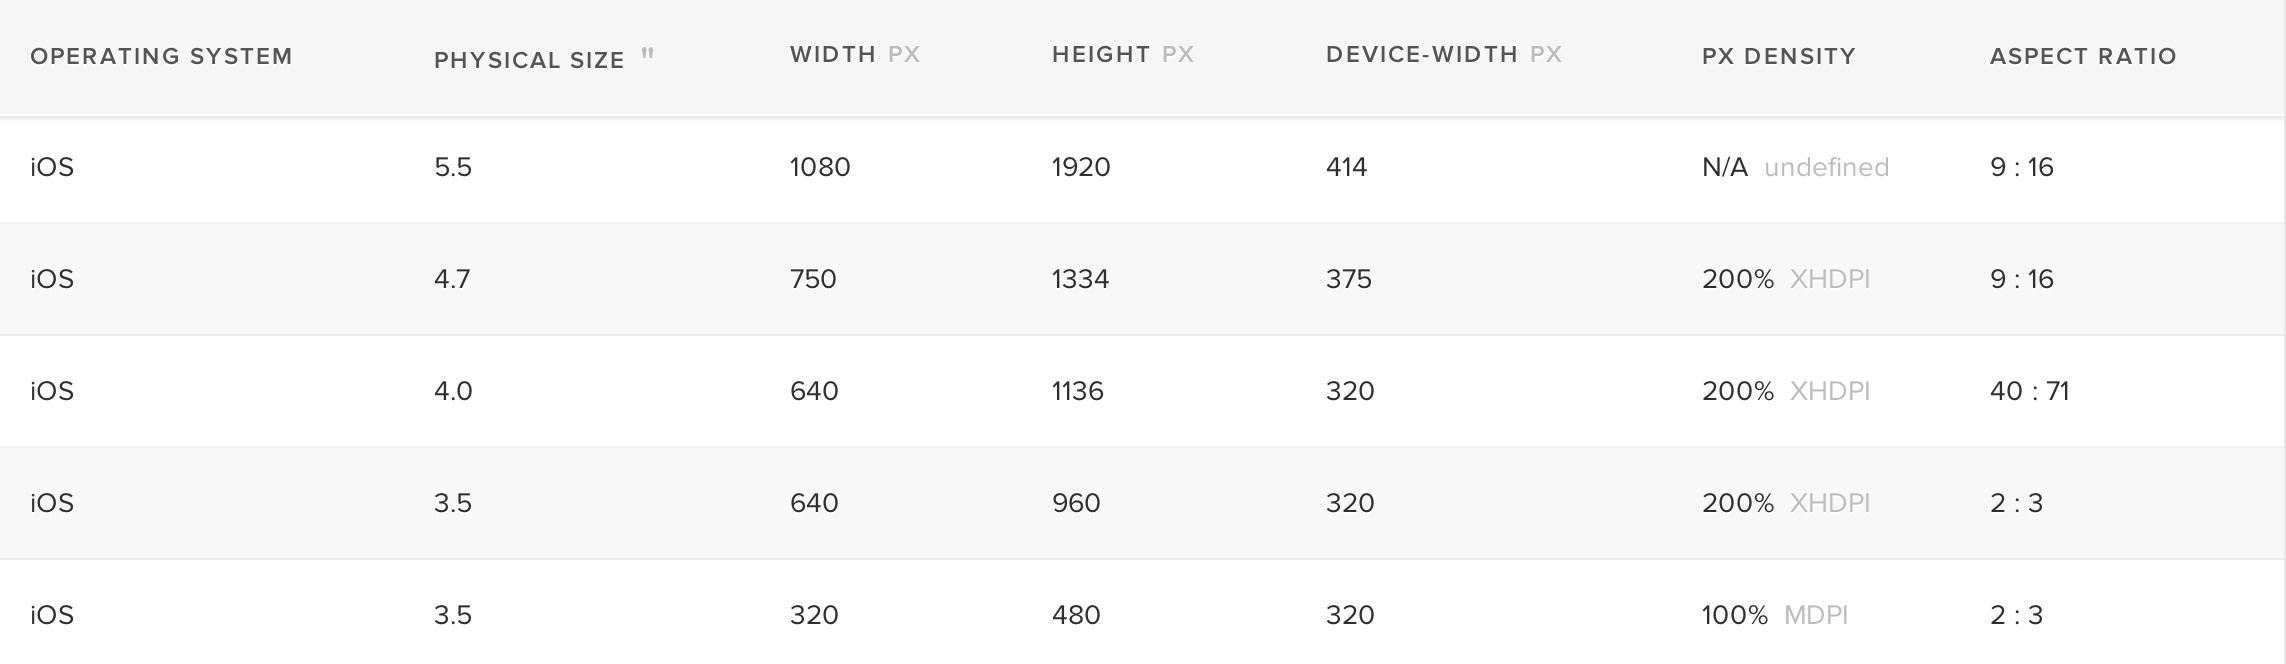 OPERATING SYSTEM PHYSICAL SIZE " WIDTH PX HEIGHT PX DEVICE-WIDTH PX PX DENSITY ASPECT RATIO
iOS 5.5 1080 1920 414 N/A undefined 9 : 16
iOS 4.7 750 1334 375 200% XHDPI 9 : 16
iOS 4.0 640 1136 320 200% XHDPI 40 : 71
iOS 3.5 640 960 320 200% XHDPI 2 : 3
iOS 3.5 320 480 320 100% MDPI 2 : 3